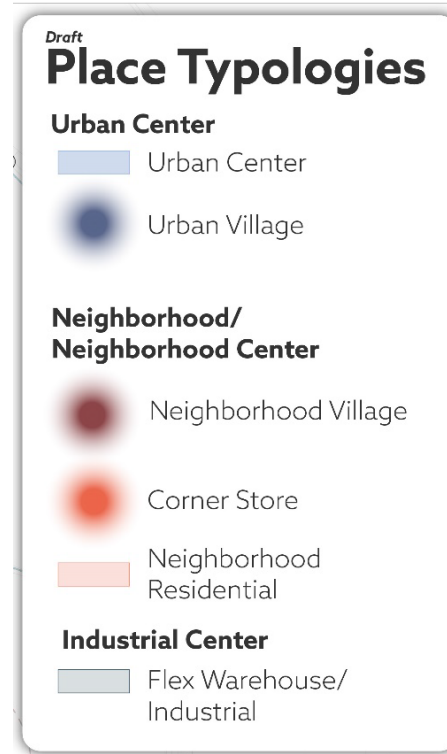 Draft
Place Typologies
Urban Center
Urban Center
Urban Village
Neighborhood/
Neighborhood Center
Neighborhood Village
Corner Store
Neighborhood
Residential
Industrial Center
Flex Warehouse/
Industrial